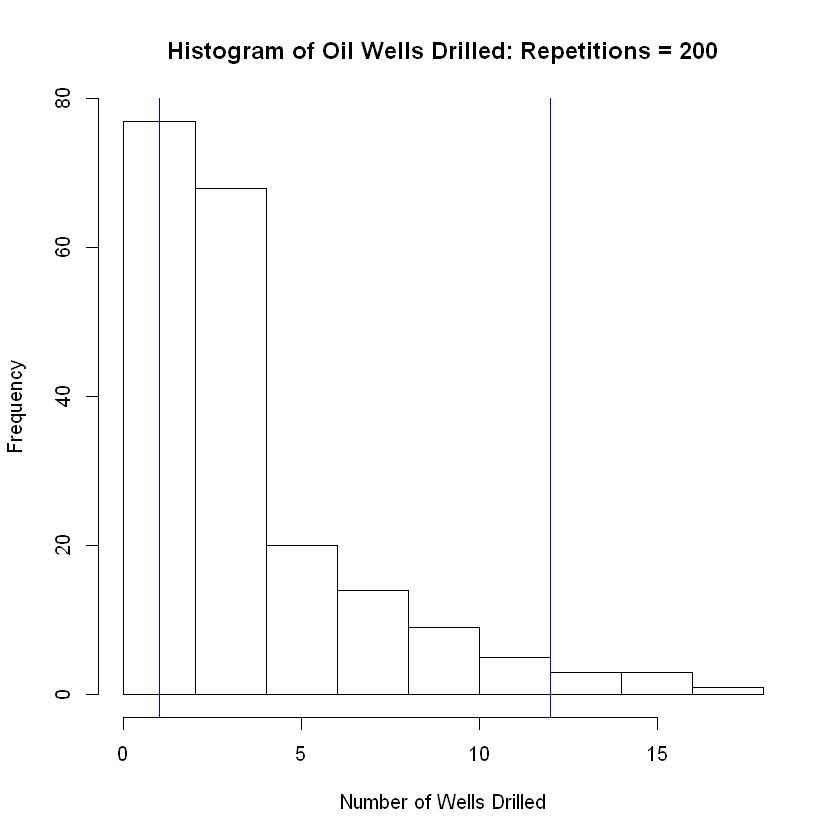 Histogram of Oil Wells Drilled: Repetitions = 200
80
60
40
20
0
Frequency
0 5 10 15
Number of Wells Drilled